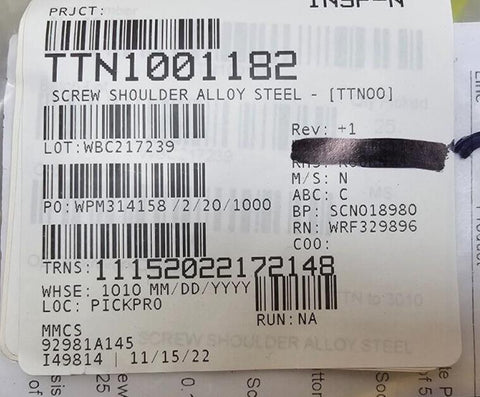 PRJCT:
INSP-N
TTN1001182
SCREW SHOULDER ALLOY STEEL - [TTN00]
Rev: +1
LOT:WBC217239
M/S: N
ABC: C
PO:WPM314158 /2/20/1000
BP: SCN018980
RN: WRF329896
COO:
TRNS:11152022172148
WHSE: 1010 MM/DD/YYYY
LOC: PICKPRO
RUN:NA
MMCS
92981A145
I49814 | 11/15/22
SCREW SHOULDER ALLOY STEEL